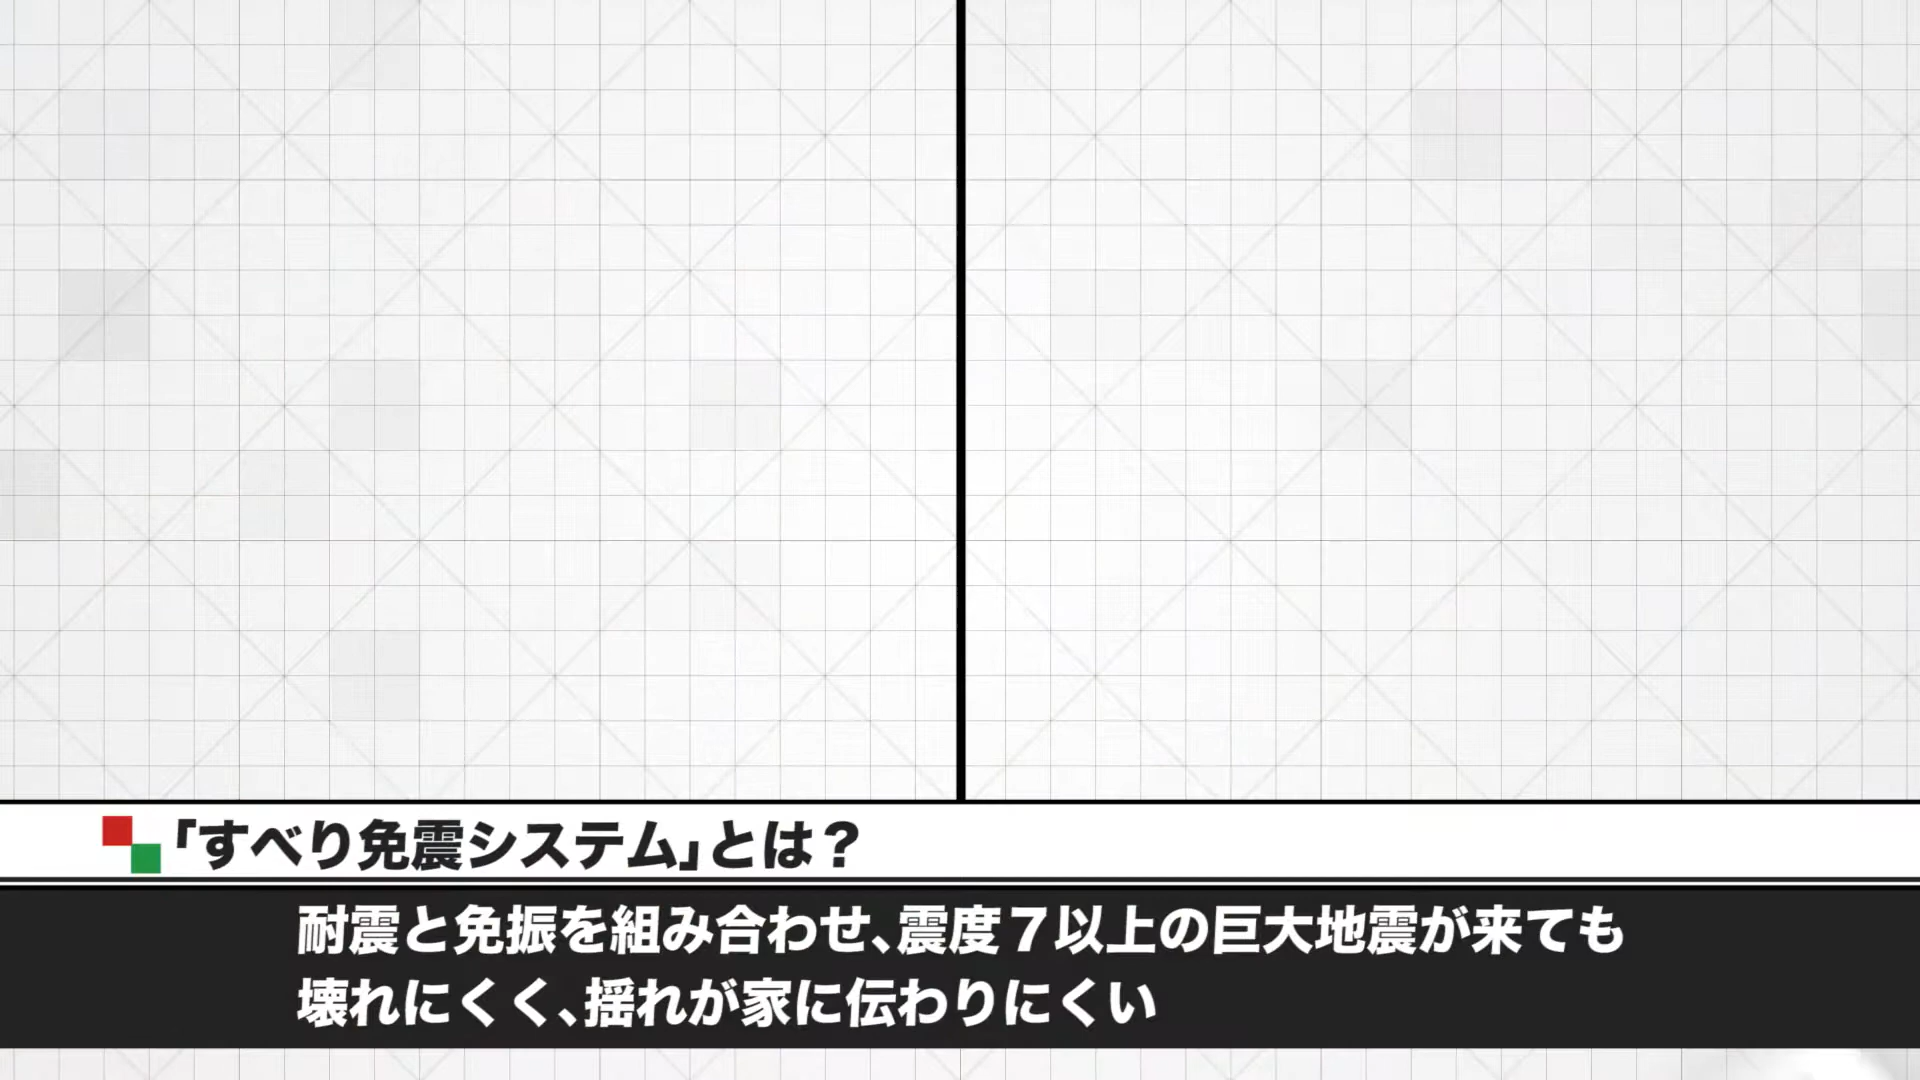 「すべり免震システム」とは？
耐震と免振を組み合わせ、震度７以上の巨大地震が来ても
壊れにくく、揺れが家に伝わりにくい